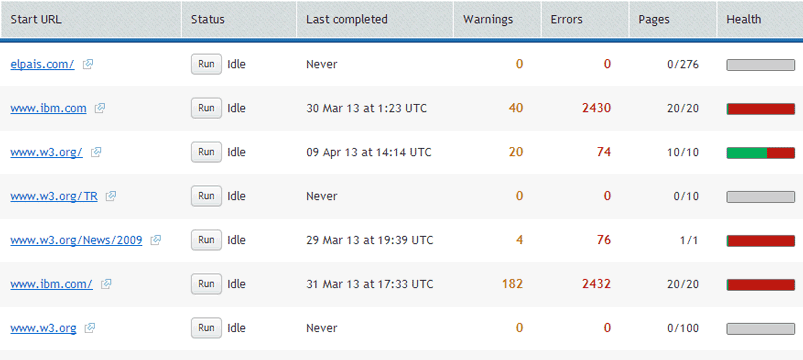 Start URL Status Last completed Warnings Errors Pages Health
elpais.com/ Run Idle Never 0 0 0/276
www.ibm.com Run Idle 30 Mar 13 at 1:23 UTC 40 2430 20/20
www.w3.org/ Run Idle 09 Apr 13 at 14:14 UTC 20 74 10/10
www.w3.org/TR Run Idle Never 0 0 0/10
www.w3.org/News/2009 Run Idle 29 Mar 13 at 19:39 UTC 4 76 1/1
www.ibm.com/ Run Idle 31 Mar 13 at 17:33 UTC 182 2432 20/20
www.w3.org Run Idle Never 0 0 0/100